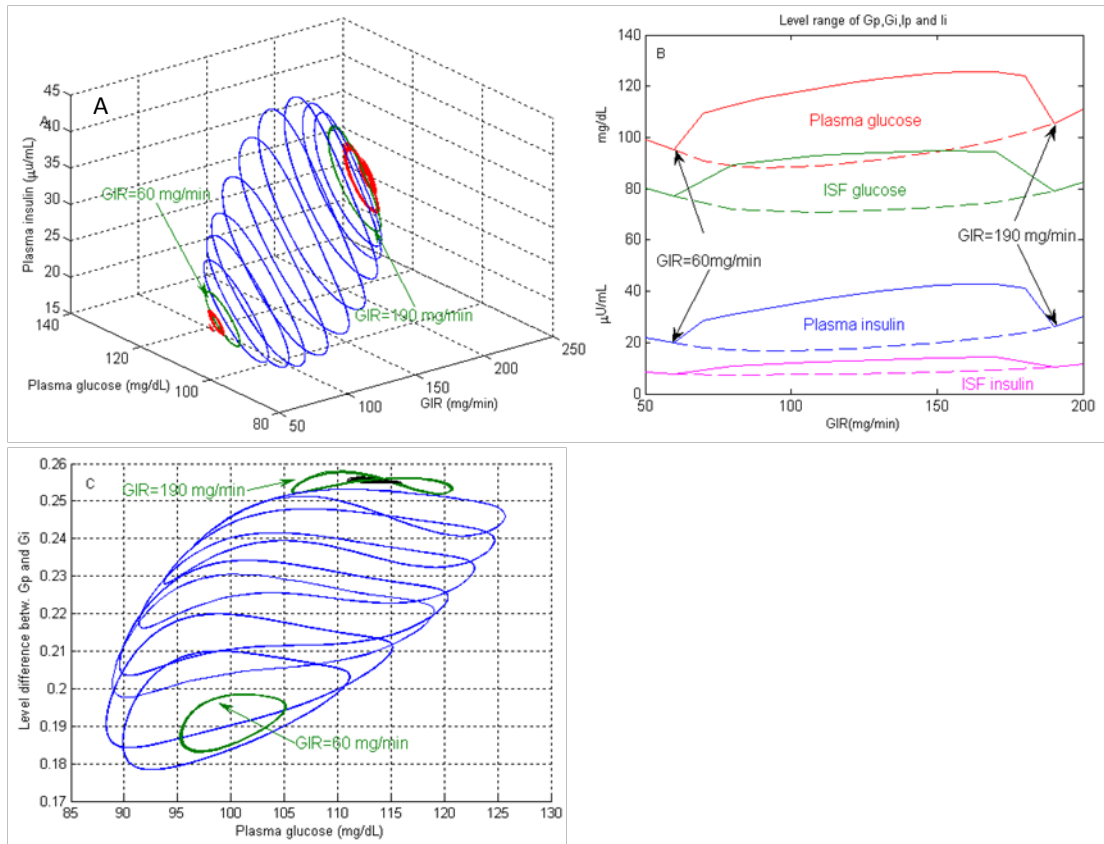 A
A
Plasma insulin (μu/mL)
45
40
35
30
25
20
15
GIR=60 mg/min
GIR=190 mg/min
140
120
100
80
Plasma glucose (mg/dL)
50
100
150
200
250
GIR (mg/min)
Level range of Gp,Gi,Ip and Ii
B
mg/dL
μU/mL
140
120
100
80
60
40
20
0
Plasma glucose
ISF glucose
GIR=190 mg/min
GIR=60mg/min
Plasma insulin
ISF insulin
50
100
150
200
GIR(mg/min)
C
Level difference betw. Gp and Gi
0.26
0.25
0.24
0.23
0.22
0.21
0.2
0.19
0.18
0.17
GIR=190 mg/min
GIR=60 mg/min
85
90
95
100
105
110
115
120
125
130
Plasma glucose (mg/dL)